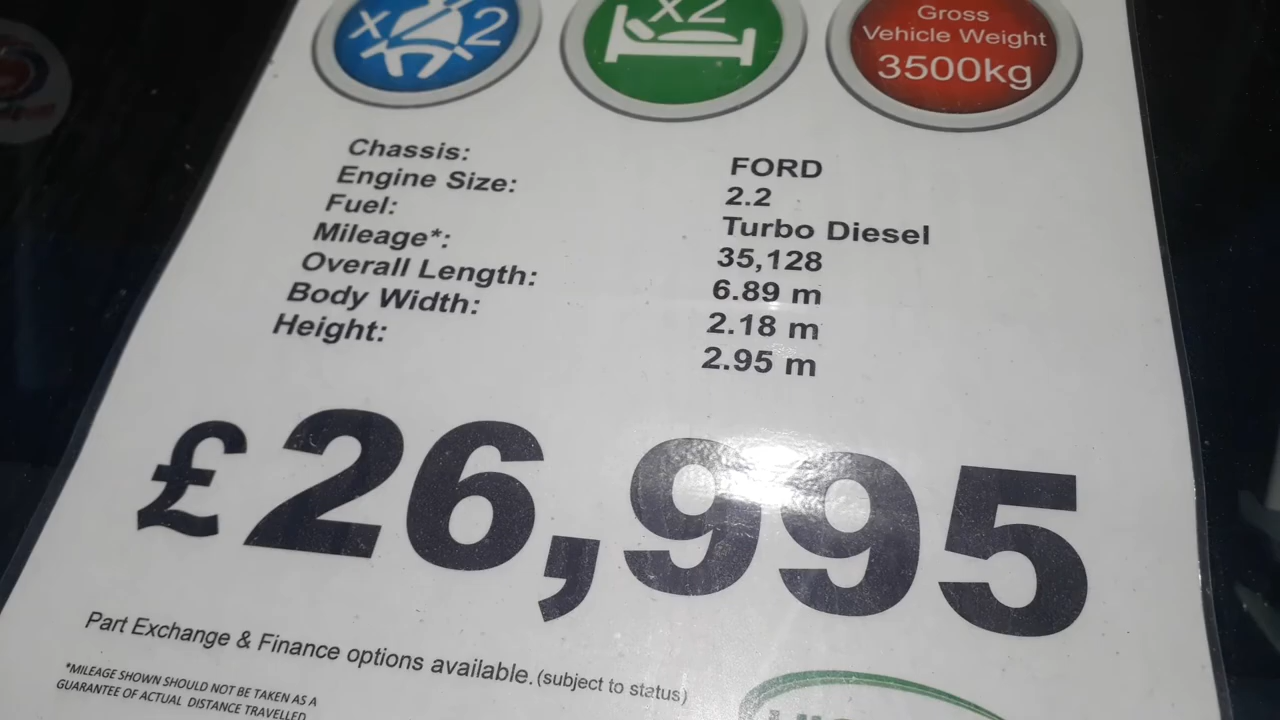 x2
x2
Gross
Vehicle Weight
3500kg
Chassis: FORD
Engine Size: 2.2
Fuel: Turbo Diesel
Mileage*: 35,128
Overall Length: 6.89 m
Body Width: 2.18 m
Height: 2.95 m
£26,995
Part Exchange & Finance options available. (subject to status)
*MILEAGE SHOWN SHOULD NOT BE TAKEN AS A
GUARANTEE OF ACTUAL DISTANCE TRAVELLED